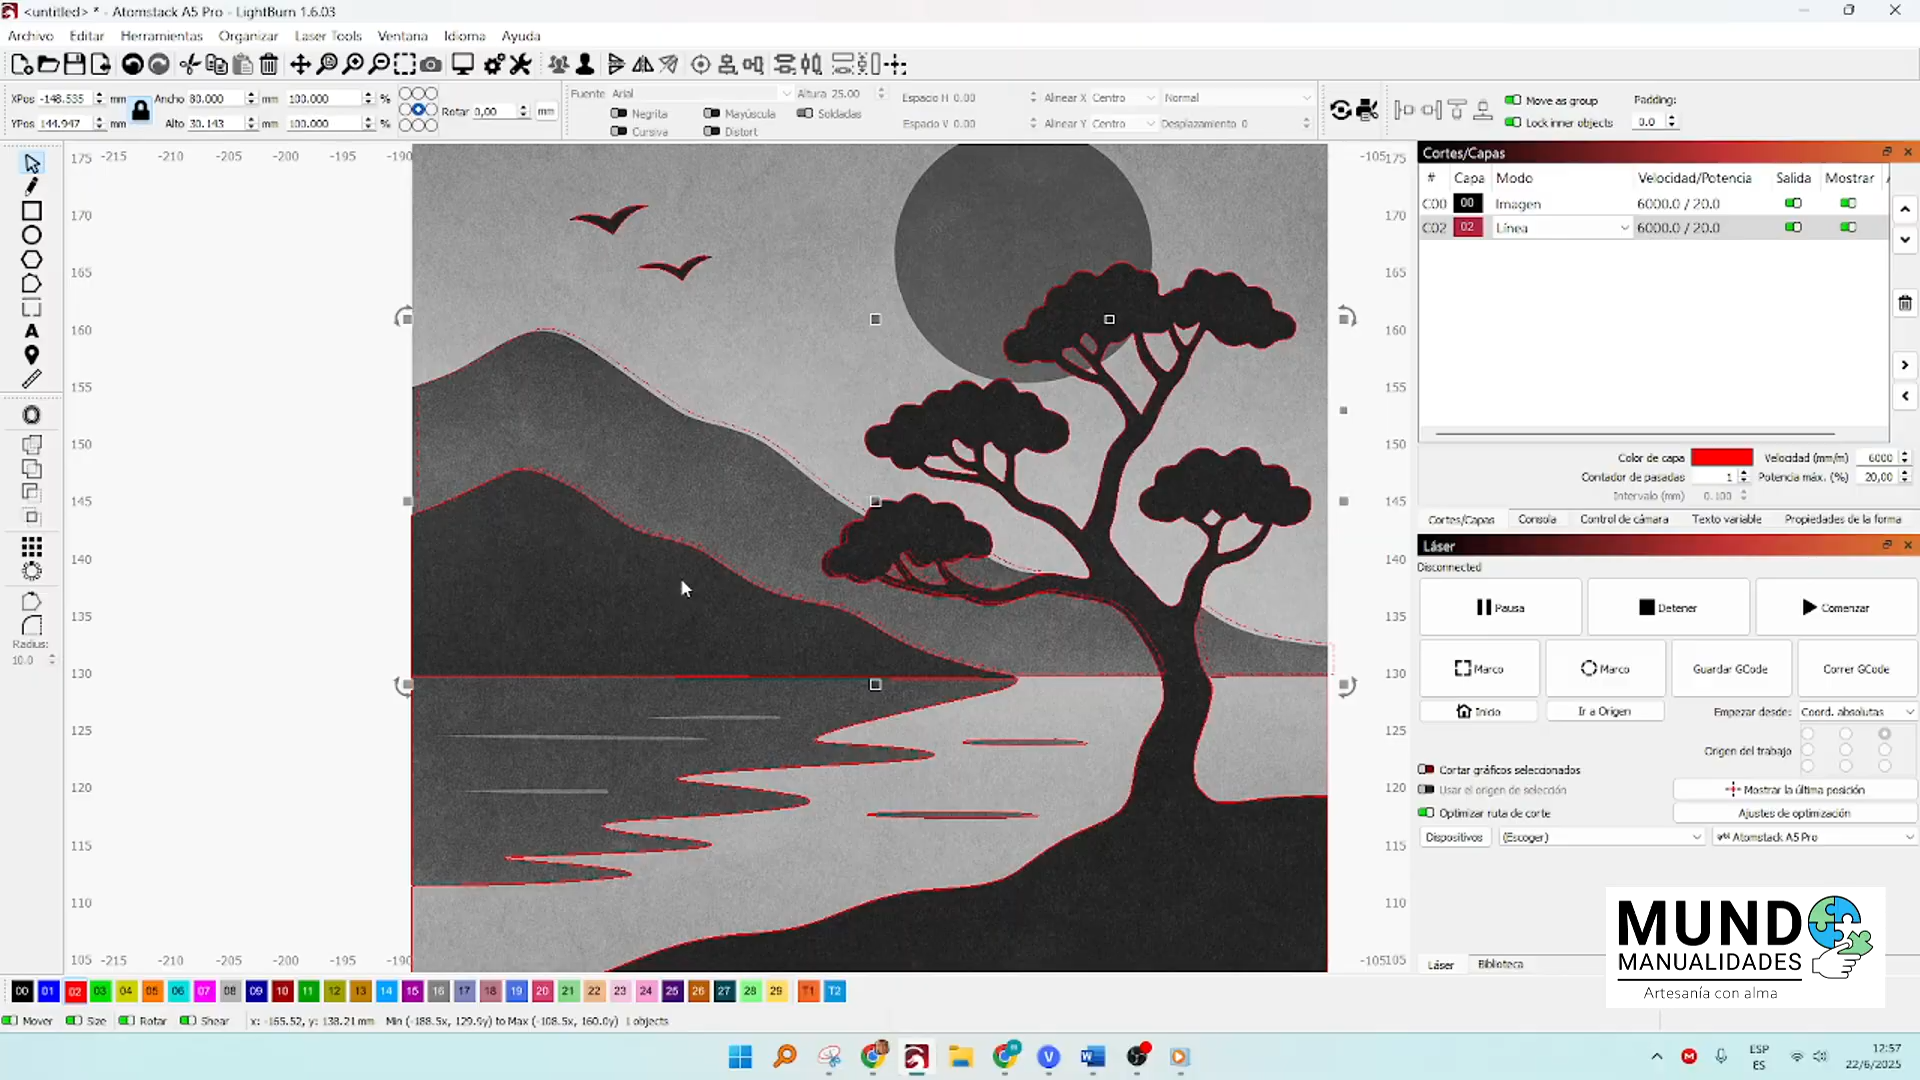 <untitled> * - Atomstack A5 Pro - LightBurn 1.6.03
Archivo Editar Herramientas Organizar Laser Tools Ventana Idioma Ayuda
XPos -148.535 mm Ancho 80.000 mm 100.000 % Rotar 0,00 mm
YPos 144.947 mm Alto 30.143 mm 100.000 %
Fuente Arial Altura 25.00
Negrita Mayúscula Soldadas
Cursiva Distort
Espacio H 0.00 Alinear X Centro Normal
Espacio V 0.00 Alinear Y Centro Desplazamiento 0
Move as group
Lock inner objects
Padding:
0.0
175 -215 -210 -205 -200 -195 -190 -105 175
170 170
165 165
160 160
155 155
150 150
145 145
140 140
135 135
130 130
125 125
120 120
115 115
110 110
105 -215 -210 -205 -200 -195 -190 -105 105
Radius:
10.0
Cortes/Capas
# Capa Modo Velocidad/Potencia Salida Mostrar
C00 00 Imagen 6000.0 / 20.0
C02 02 Línea 6000.0 / 20.0
Color de capa Velocidad (mm/m) 6000
Contador de pasadas 1 Potencia máx. (%) 20,00
Intervalo (mm) 0.100
Cortes/Capas Consola Control de cámara Texto variable Propiedades de la forma
Láser
Disconnected
Pausa Detener Comenzar
Marco Marco Guardar GCode Correr GCode
Inicio Ir a Origen Empezar desde: Coord. absolutas
Origen del trabajo
Cortar gráficos seleccionados
Usar el origen de selección Mostrar la última posición
Optimizar ruta de corte Ajustes de optimización
Dispositivos (Escoger) Atomstack A5 Pro
MUNDO
MANUALIDADES
Artesanía con alma
Láser Biblioteca
00 01 02 03 04 05 06 07 08 09 10 11 12 13 14 15 16 17 18 19 20 21 22 23 24 25 26 27 28 29 T1 T2
Mover Size Rotar Shear x: -165.52, y: 138.21 mm Min (-188.5x, 129.9y) to Max (-108.5x, 160.0y) 1 objects
ESP
ES
12:57
22/6/2025